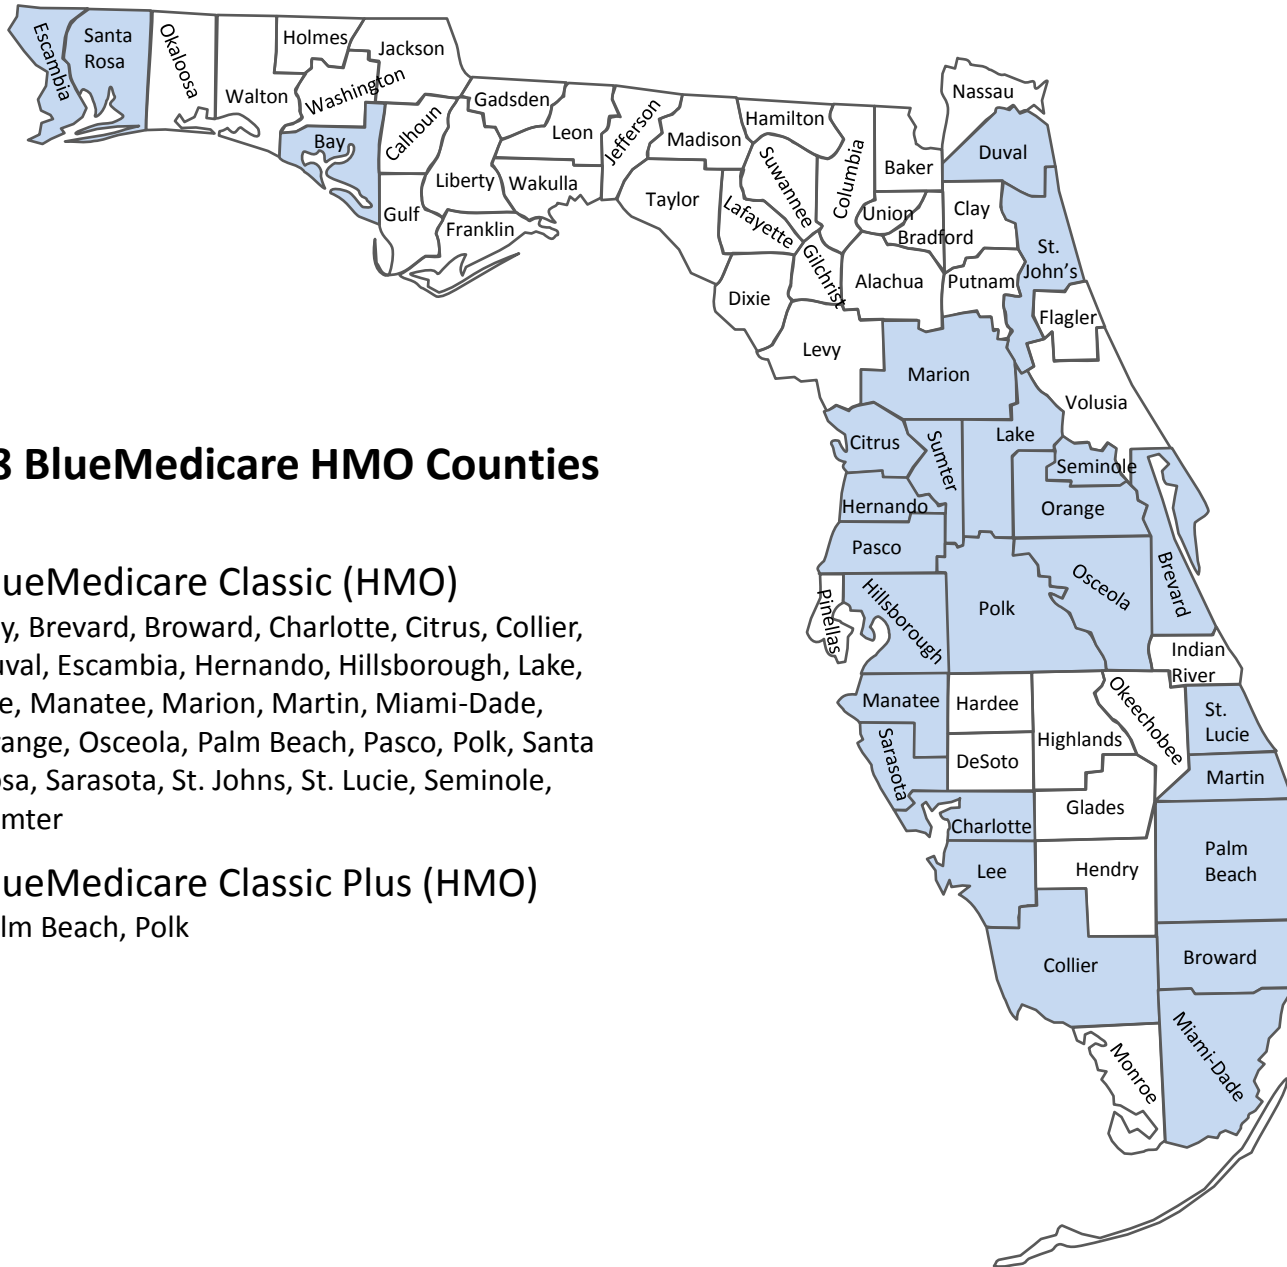 Escambia
Santa
Rosa
Okaloosa
Walton
Holmes
Jackson
Washington
Bay
Calhoun
Gulf
Gadsden
Liberty
Leon
Wakulla
Franklin
Jefferson
Madison
Taylor
Hamilton
Suwannee
Lafayette
Dixie
Columbia
Gilchrist
Baker
Union
Bradford
Alachua
Nassau
Duval
Clay
St.
John's
Putnam
Flagler
Levy
Marion
Volusia
Citrus
Sumter
Lake
Seminole
Hernando
Orange
Pasco
Pinellas
Hillsborough
Polk
Osceola
Brevard
Indian
River
Manatee
Hardee
Okeechobee
St.
Lucie
Sarasota
DeSoto
Highlands
Martin
Charlotte
Glades
Lee
Hendry
Palm
Beach
Collier
Broward
Monroe
Miami-Dade
8 BlueMedicare HMO Counties
ueMedicare Classic (HMO)
y, Brevard, Broward, Charlotte, Citrus, Collier,
uval, Escambia, Hernando, Hillsborough, Lake,
e, Manatee, Marion, Martin, Miami-Dade,
range, Osceola, Palm Beach, Pasco, Polk, Santa
osa, Sarasota, St. Johns, St. Lucie, Seminole,
mter
ueMedicare Classic Plus (HMO)
lm Beach, Polk